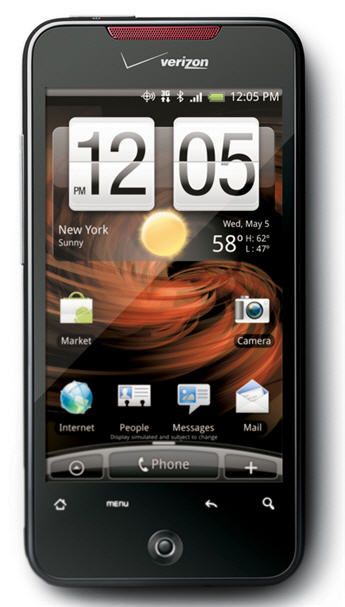 verizon
3G 12:05 PM
12 05
PM
New York
Sunny
Wed, May 5
58° H: 62°
L: 47°
Market
Camera
Internet People Messages Mail
Display simulated and subject to change
Phone
MENU